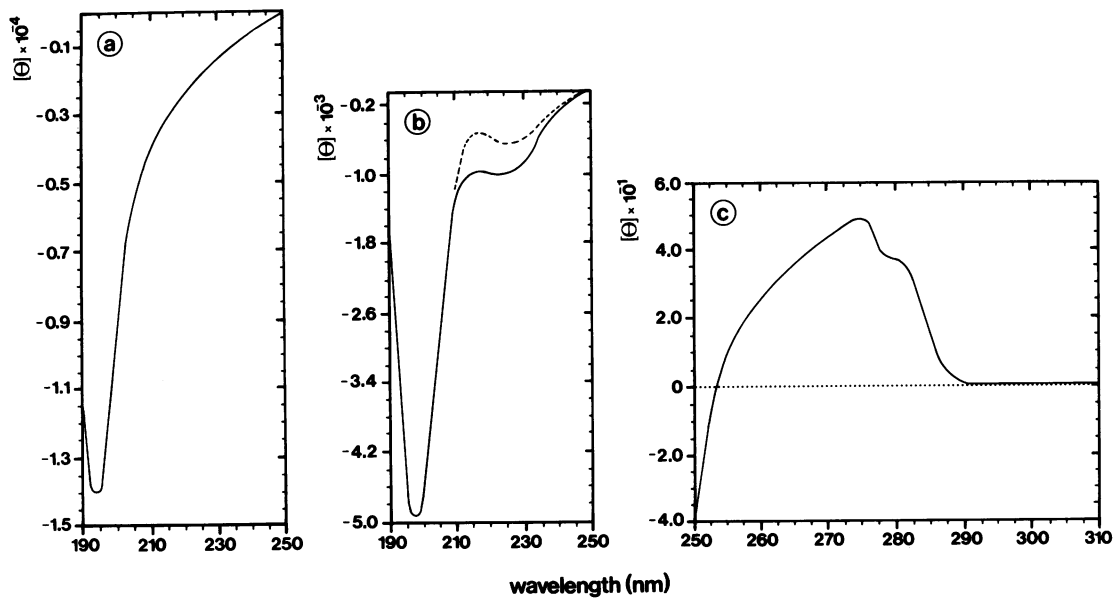 [Θ] × 10⁻⁴
a
-0.1
-0.3
-0.5
-0.7
-0.9
-1.1
-1.3
-1.5
190 210 230 250
[Θ] × 10⁻³
b
-0.2
-1.0
-1.8
-2.6
-3.4
-4.2
-5.0
190 210 230 250
[Θ] × 10⁻¹
c
6.0
4.0
2.0
0
-2.0
-4.0
250 260 270 280 290 300 310
wavelength (nm)